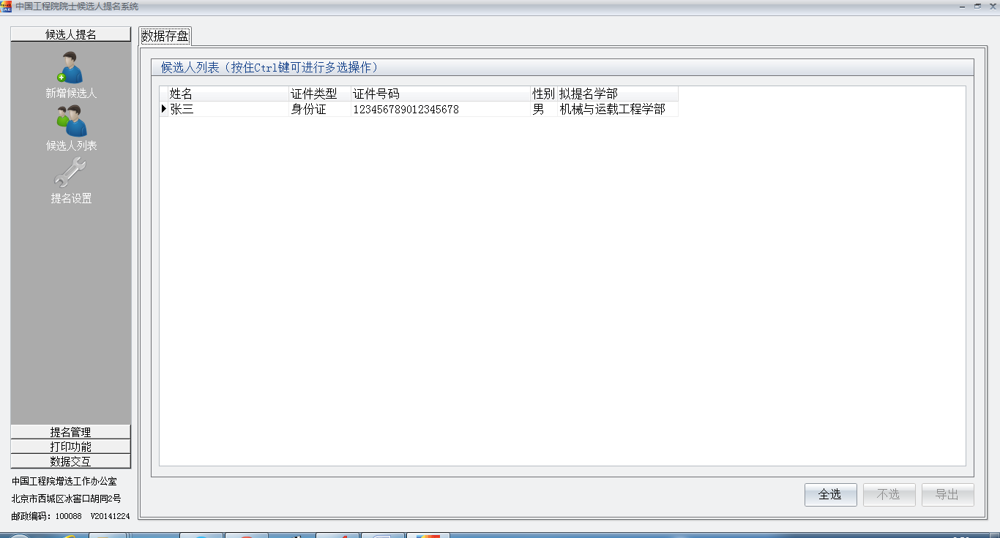 中国工程院院士候选人提名系统
候选人提名
新增候选人
候选人列表
提名设置
提名管理
打印功能
数据交互
中国工程院增选工作办公室
北京市西城区冰窖口胡同2号
邮政编码：100088 V20141224
数据存盘
候选人列表（按住Ctrl键可进行多选操作）
姓名 证件类型 证件号码 性别 拟提名学部
张三 身份证 123456789012345678 男 机械与运载工程学部
全选 不选 导出